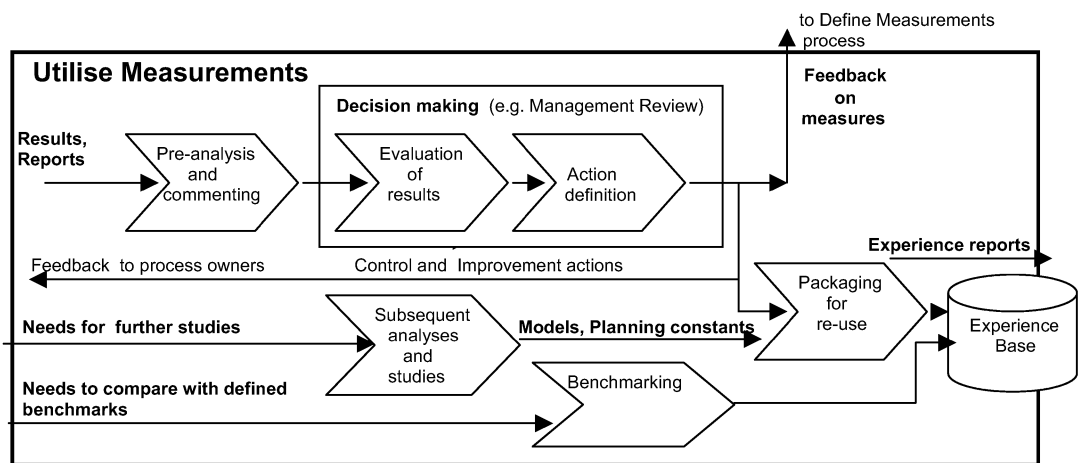 to Define Measurements
process
Utilise Measurements
Feedback
on
measures
Decision making (e.g. Management Review)
Results,
Reports
Pre-analysis
and
commenting
Evaluation
of
results
Action
definition
Experience reports
Feedback to process owners
Control and Improvement actions
Packaging
for
re-use
Needs for further studies
Subsequent
analyses
and
studies
Models, Planning constants
Experience
Base
Needs to compare with defined
benchmarks
Benchmarking